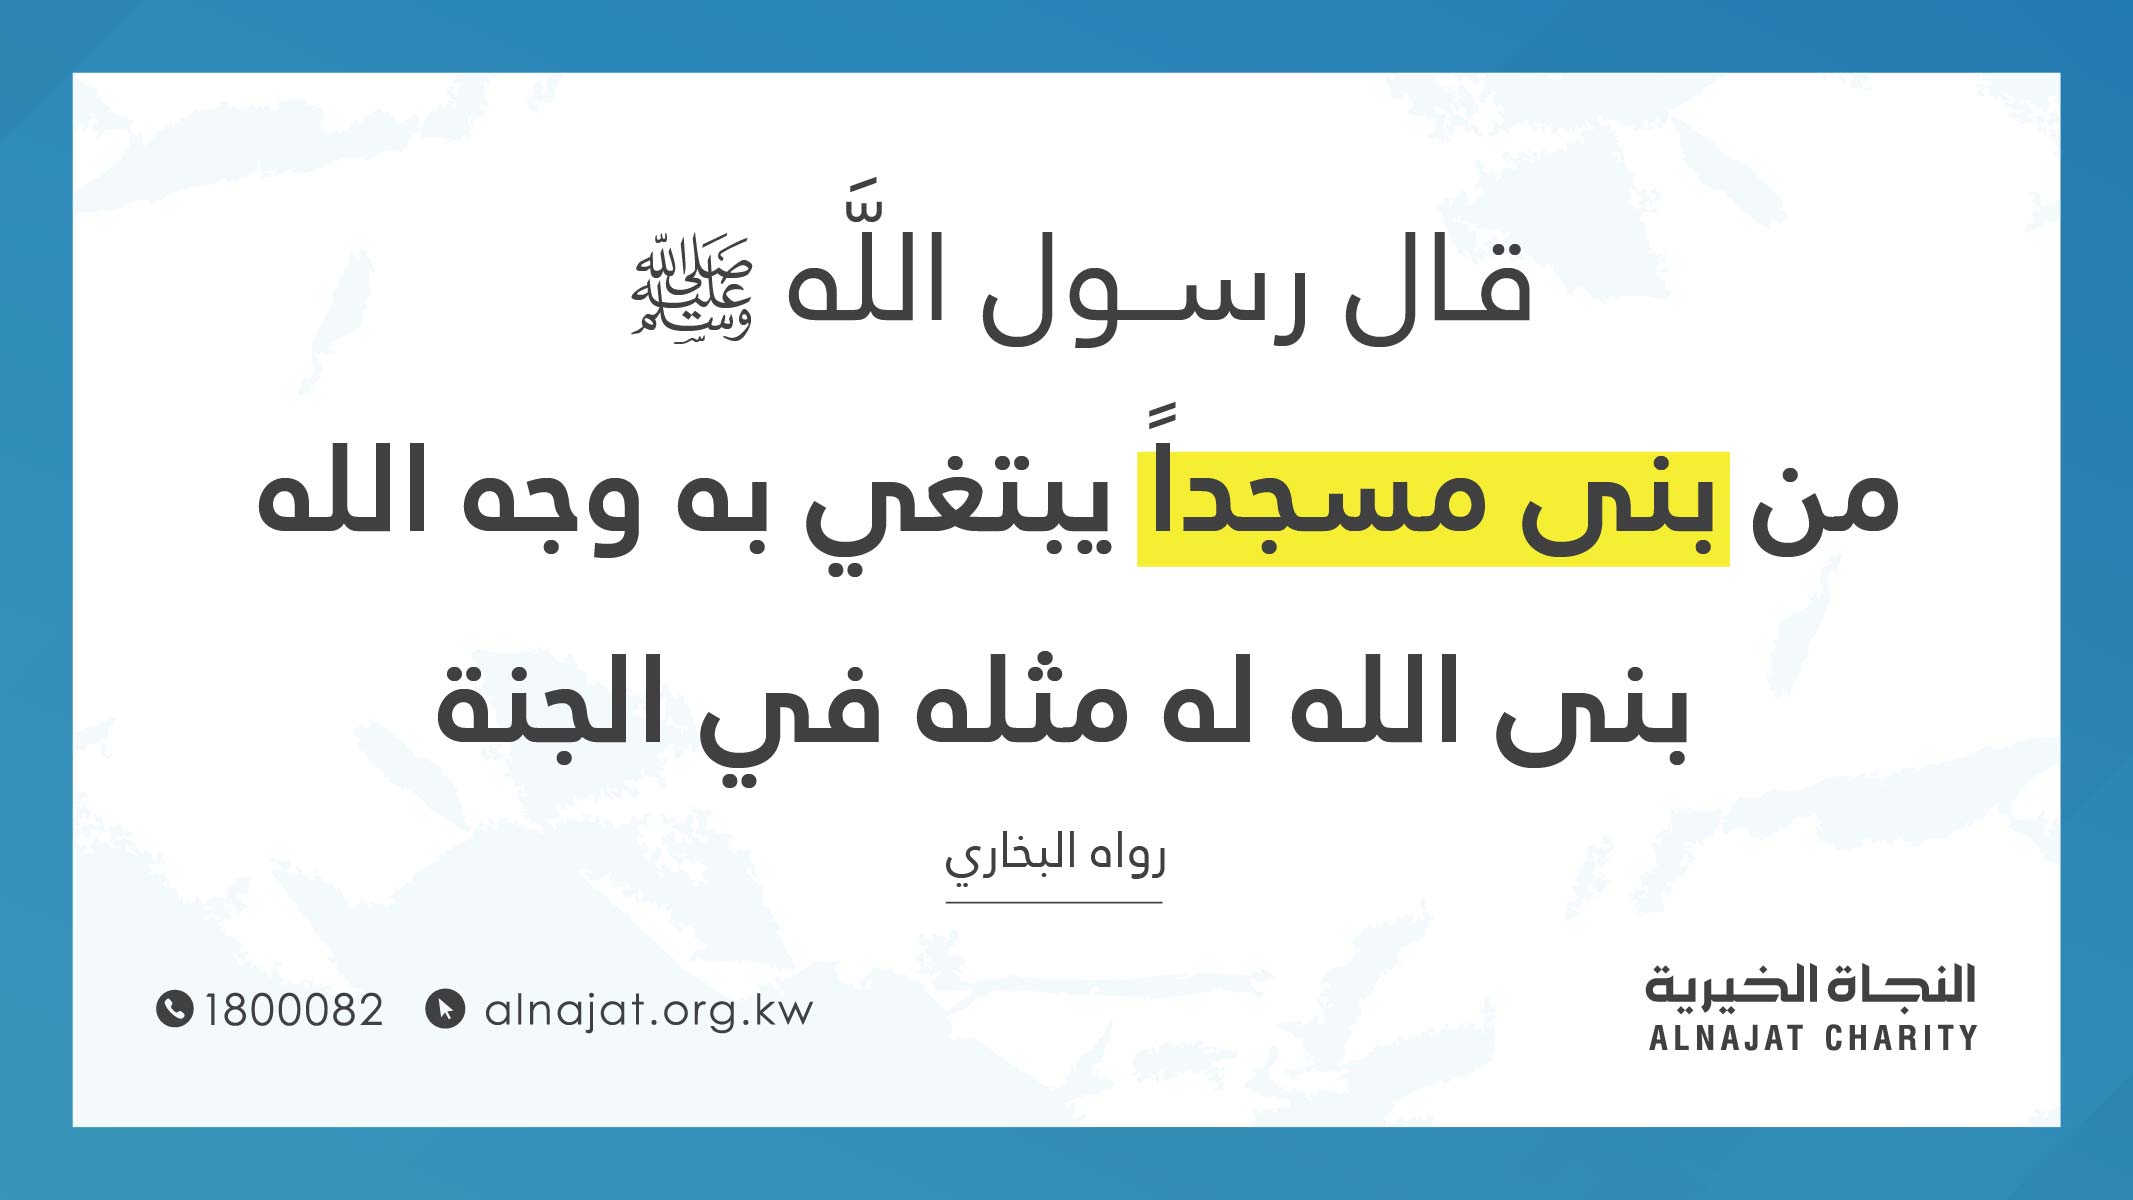 قال رسـول اللَّه ﷺ
من بنى مسجداً يبتغي به وجه الله
بنى الله له مثله في الجنة
رواه البخاري
النجاة الخيرية
ALNAJAT CHARITY
1800082 alnajat.org.kw